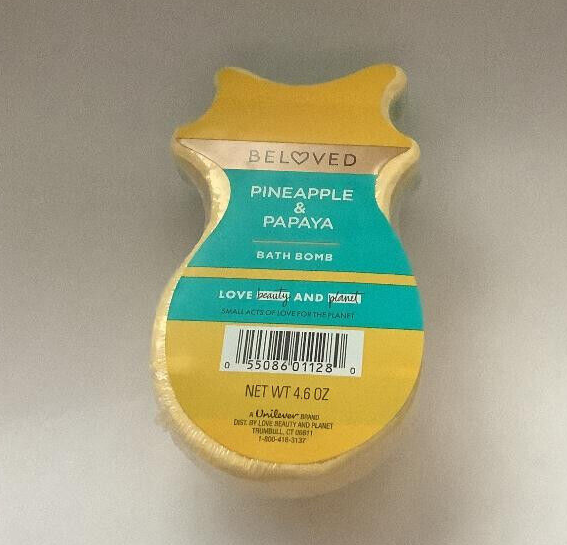 BELOVED
PINEAPPLE
&
PAPAYA
BATH BOMB
LOVE beauty AND planet
SMALL ACTS OF LOVE FOR THE PLANET
0 55086 01128 0
NET WT 4.6 OZ
A Unilever BRAND
DIST. BY LOVE BEAUTY AND PLANET
TRUMBULL, CT 06611
1-800-418-3137